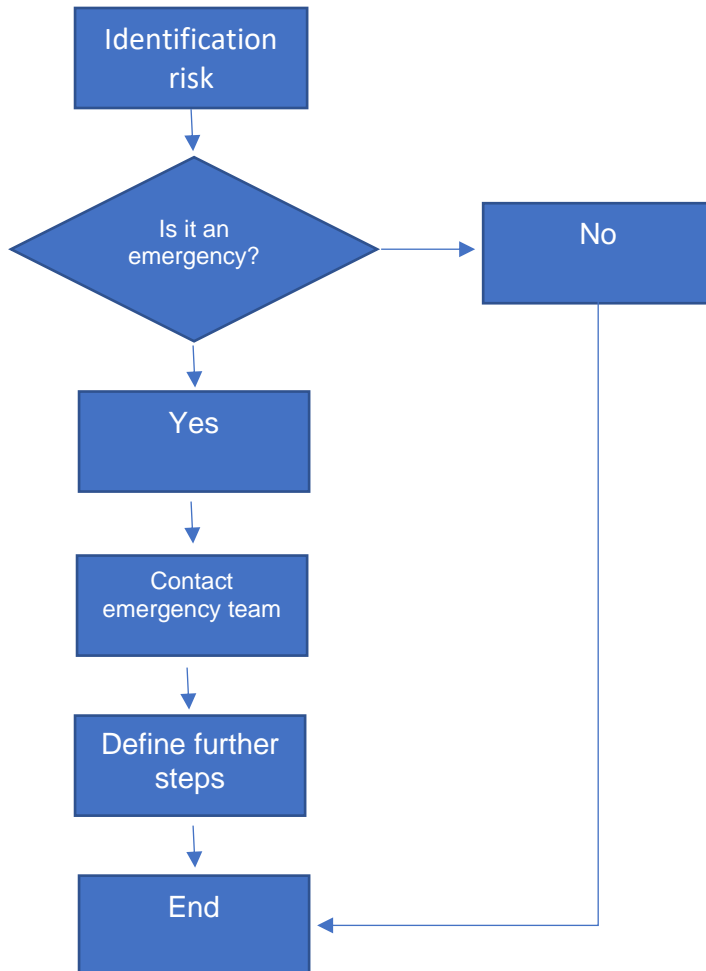 Identification
risk
Is it an
emergency?
No
Yes
Contact
emergency team
Define further
steps
End